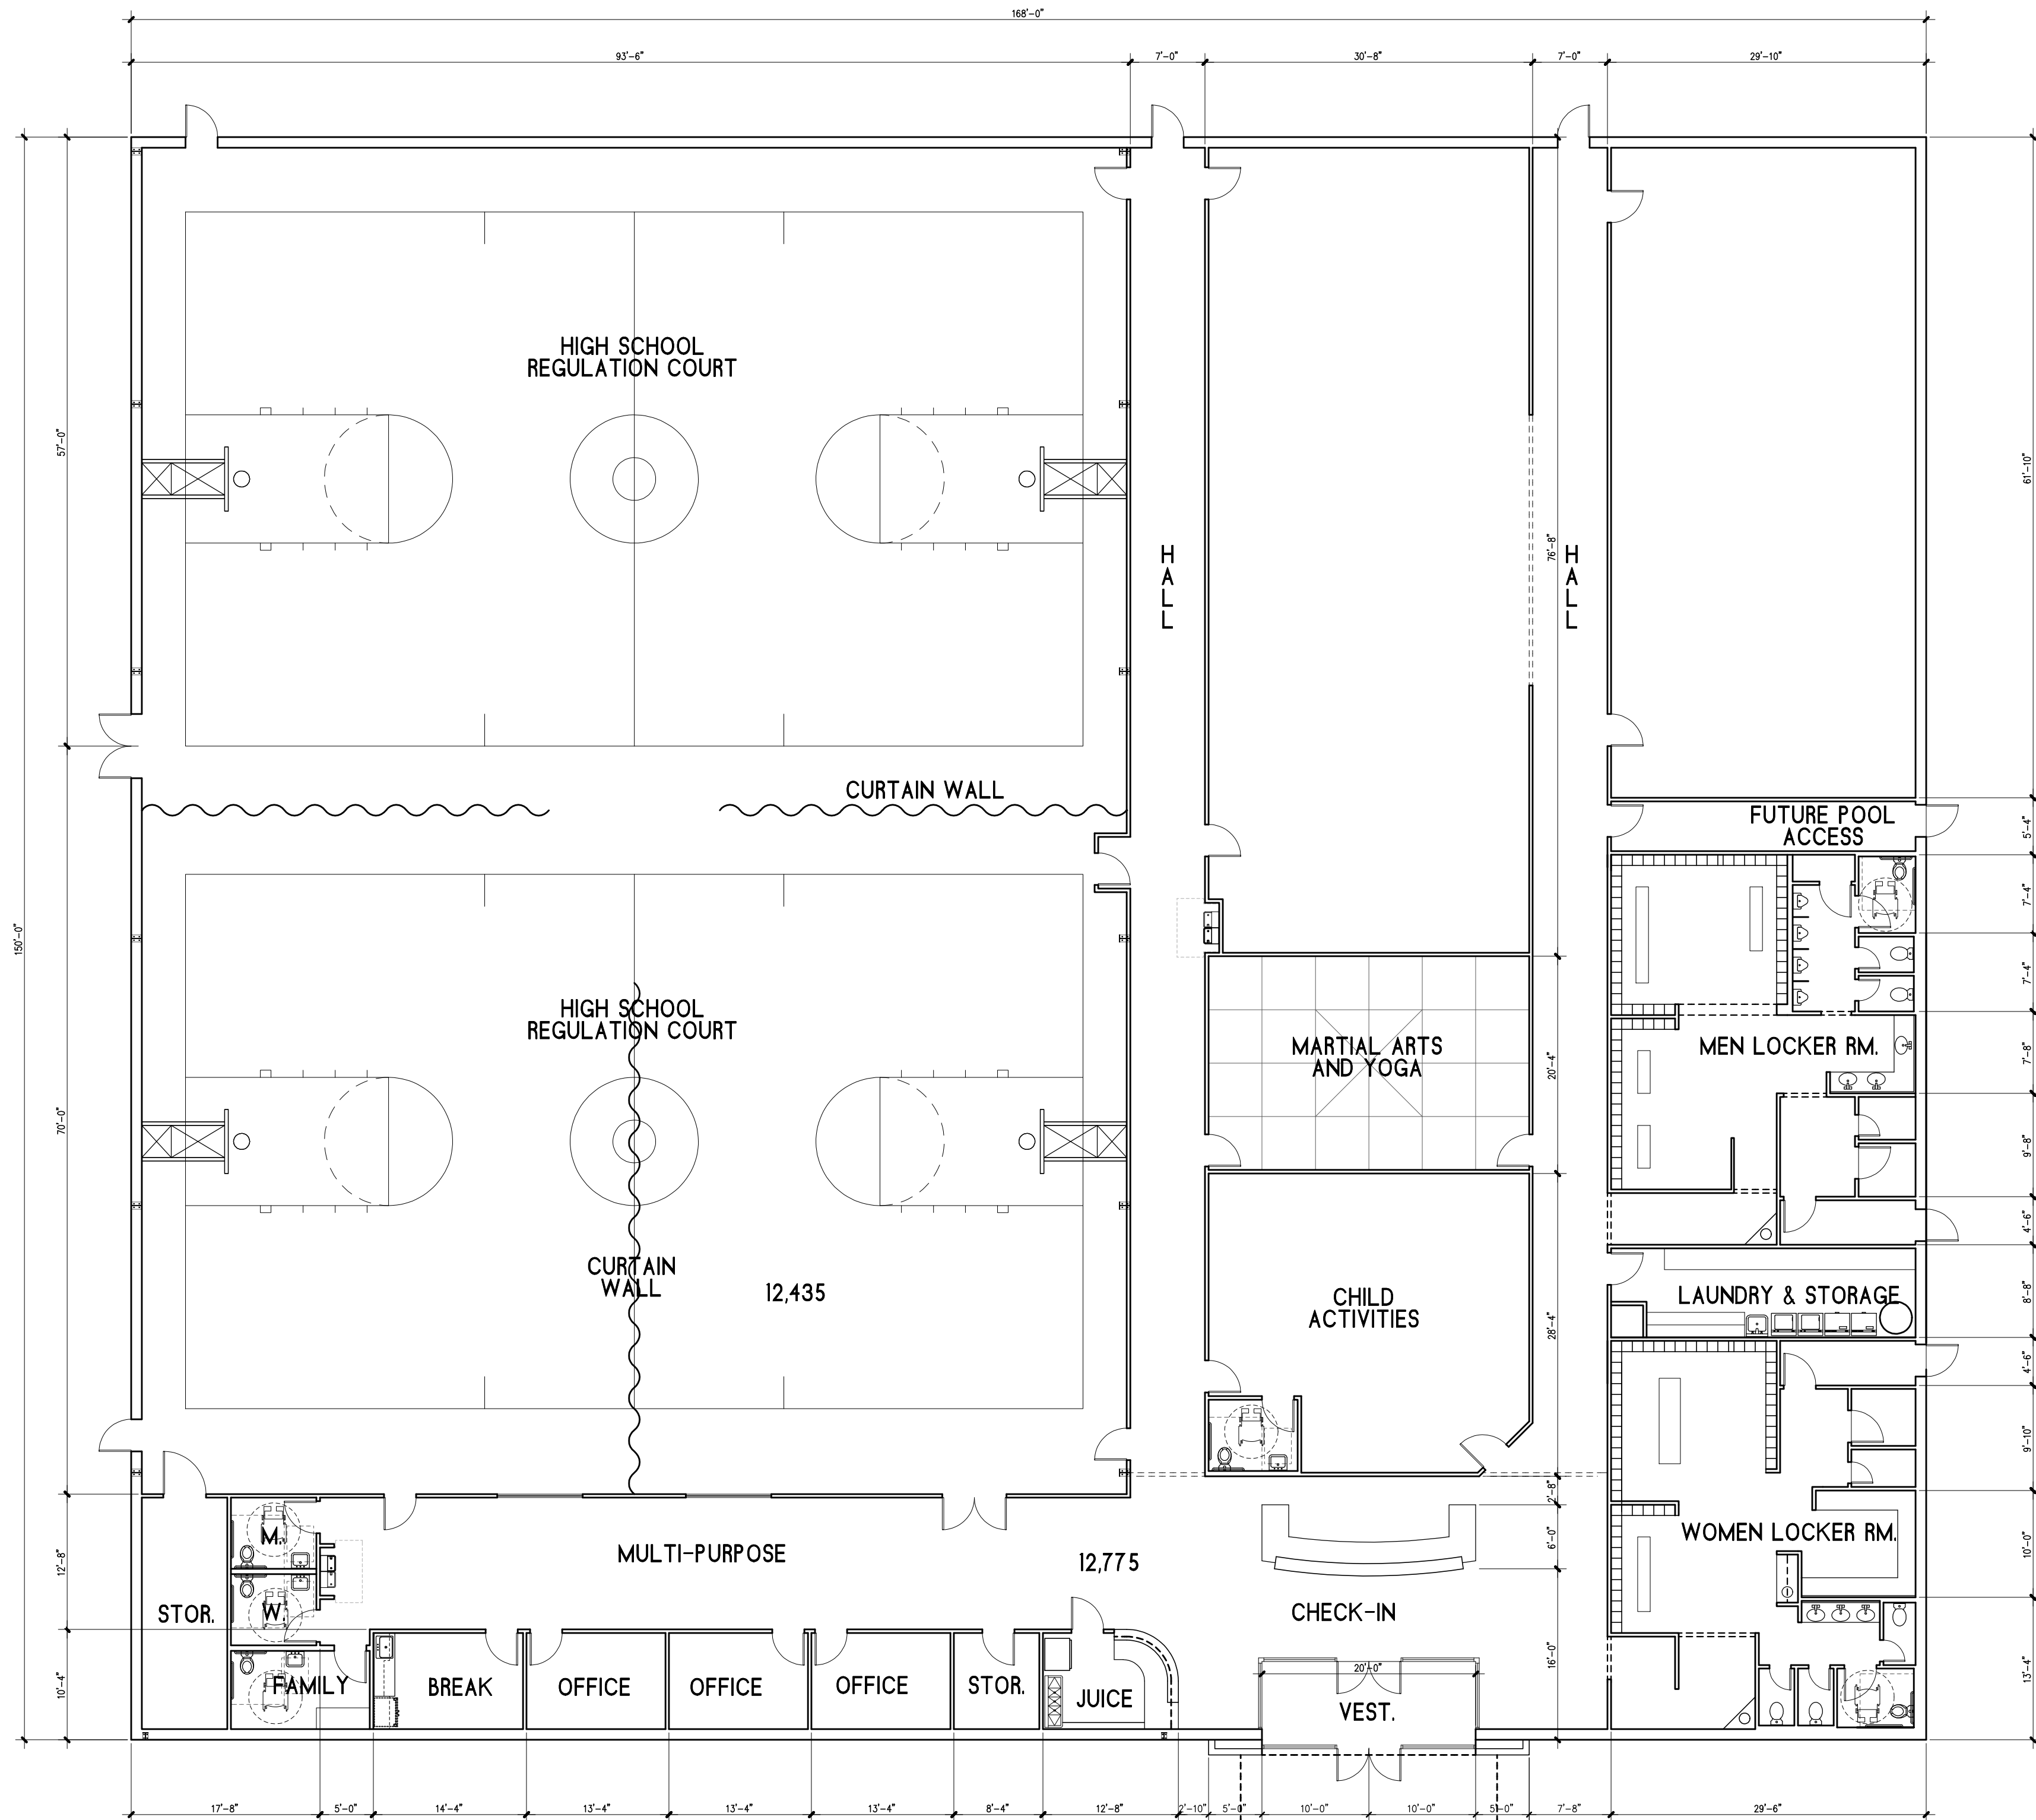 168'-0"
93'-6"
7'-0"
30'-8"
7'-0"
29'-10"
HIGH SCHOOL
REGULATION COURT
57'-0"
61'-10"
H
A
L
L
76'-8"
H
A
L
L
CURTAIN WALL
FUTURE POOL
ACCESS
5'-4"
7'-4"
150'-0"
7'-4"
HIGH SCHOOL
REGULATION COURT
MARTIAL ARTS
AND YOGA
20'-4"
MEN LOCKER RM.
7'-8"
70'-0"
9'-8"
4'-6"
CURTAIN
WALL
12,435
CHILD
ACTIVITIES
28'-4"
LAUNDRY & STORAGE
8'-8"
4'-6"
9'-10"
2'-8"
M.
MULTI-PURPOSE
12,775
6'-0"
WOMEN LOCKER RM.
10'-0"
12'-8"
STOR.
W.
CHECK-IN
16'-0"
13'-4"
10'-4"
FAMILY
BREAK
OFFICE
OFFICE
OFFICE
STOR.
JUICE
20'-0"
VEST.
17'-8"
5'-0"
14'-4"
13'-4"
13'-4"
13'-4"
8'-4"
12'-8"
2'-10"
5'-0"
10'-0"
10'-0"
5'-0"
7'-8"
29'-6"